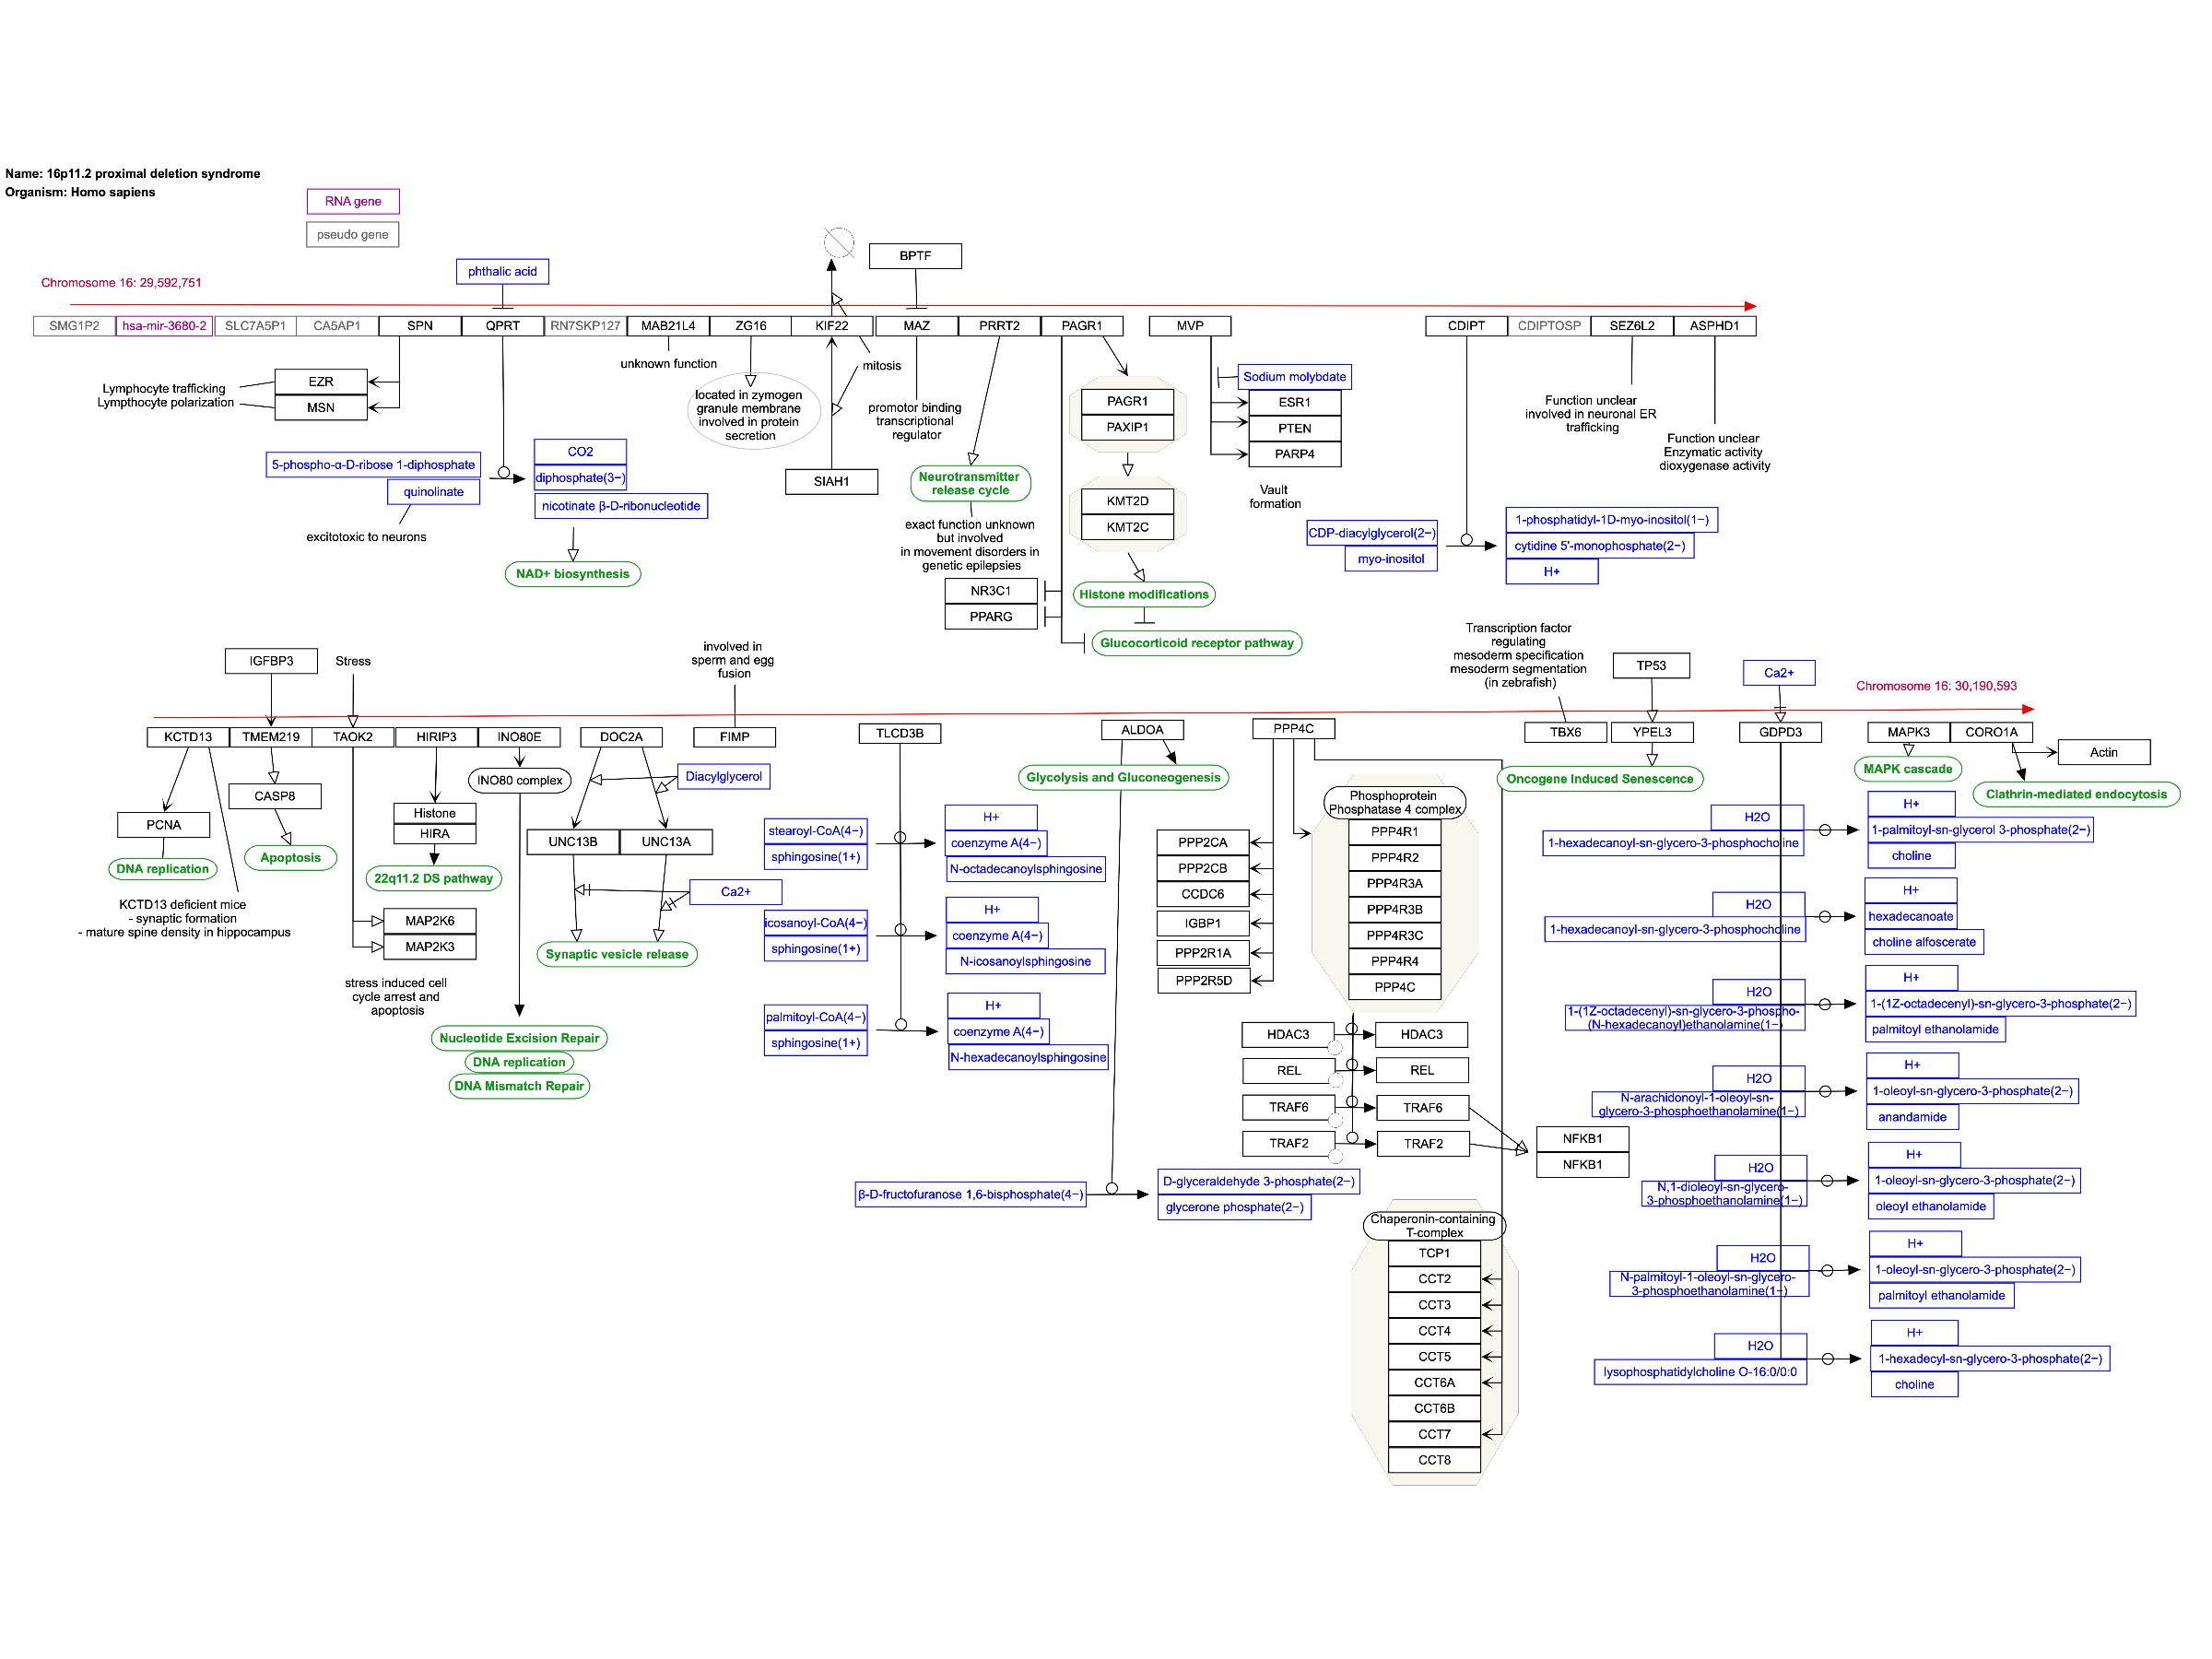 Name: 16p11.2 proximal deletion syndrome
Organism: Homo sapiens
RNA gene
pseudo gene
phthalic acid
BPTF
Chromosome 16: 29,592,751
SMG1P2
hsa-mir-3680-2
SLC7A5P1
CA5AP1
SPN
QPRT
RN7SKP127
MAB21L4
ZG16
KIF22
MAZ
PRRT2
PAGR1
MVP
CDIPT
CDIPTOSP
SEZ6L2
ASPHD1
unknown function
mitosis
Lymphocyte trafficking
Lymphocyte polarization
EZR
MSN
located in zymogen
granule membrane
involved in protein
secretion
promotor binding
transcriptional
regulator
PAGR1
PAXIP1
Sodium molybdate
ESR1
PTEN
PARP4
Vault
formation
Function unclear
involved in neuronal ER
trafficking
Function unclear
Enzymatic activity
dioxygenase activity
5-phospho-α-D-ribose 1-diphosphate
quinolinate
excitotoxic to neurons
CO2
diphosphate(3−)
nicotinate β-D-ribonucleotide
NAD+ biosynthesis
SIAH1
Neurotransmitter
release cycle
exact function unknown
but involved
in movement disorders in
genetic epilepsies
KMT2D
KMT2C
Histone modifications
NR3C1
PPARG
Glucocorticoid receptor pathway
CDP-diacylglycerol(2−)
myo-inositol
1-phosphatidyl-1D-myo-inositol(1−)
cytidine 5'-monophosphate(2−)
H+
IGFBP3
Stress
involved in
sperm and egg
fusion
Transcription factor
regulating
mesoderm specification
mesoderm segmentation
(in zebrafish)
TP53
Ca2+
Chromosome 16: 30,190,593
KCTD13
TMEM219
TAOK2
HIRIP3
INO80E
DOC2A
FIMP
TLCD3B
ALDOA
PPP4C
TBX6
YPEL3
GDPD3
MAPK3
CORO1A
Actin
PCNA
DNA replication
KCTD13 deficient mice
- synaptic formation
- mature spine density in hippocampus
CASP8
Apoptosis
Histone
HIRA
22q11.2 DS pathway
MAP2K6
MAP2K3
stress induced cell
cycle arrest and
apoptosis
INO80 complex
Nucleotide Excision Repair
DNA replication
DNA Mismatch Repair
Diacylglycerol
UNC13B
UNC13A
Ca2+
Synaptic vesicle release
stearoyl-CoA(4−)
sphingosine(1+)
H+
coenzyme A(4−)
N-octadecanoylsphingosine
icosanoyl-CoA(4−)
sphingosine(1+)
H+
coenzyme A(4−)
N-icosanoylsphingosine
palmitoyl-CoA(4−)
sphingosine(1+)
H+
coenzyme A(4−)
N-hexadecanoylsphingosine
Glycolysis and Gluconeogenesis
β-D-fructofuranose 1,6-bisphosphate(4−)
D-glyceraldehyde 3-phosphate(2−)
glycerone phosphate(2−)
PPP2CA
PPP2CB
CCDC6
IGBP1
PPP2R1A
PPP2R5D
Phosphoprotein
Phosphatase 4 complex
PPP4R1
PPP4R2
PPP4R3A
PPP4R3B
PPP4R3C
PPP4R4
PPP4C
HDAC3
HDAC3
REL
REL
TRAF6
TRAF6
TRAF2
TRAF2
NFKB1
NFKB1
Chaperonin-containing
T-complex
TCP1
CCT2
CCT3
CCT4
CCT5
CCT6A
CCT6B
CCT7
CCT8
Oncogene Induced Senescence
MAPK cascade
Clathrin-mediated endocytosis
H2O
1-hexadecanoyl-sn-glycero-3-phosphocholine
H+
1-palmitoyl-sn-glycerol 3-phosphate(2−)
choline
H2O
1-hexadecanoyl-sn-glycero-3-phosphocholine
H+
hexadecanoate
choline alfoscerate
H2O
1-(1Z-octadecenyl)-sn-glycero-3-phospho-
(N-hexadecanoyl)ethanolamine(1−)
H+
1-(1Z-octadecenyl)-sn-glycero-3-phosphate(2−)
palmitoyl ethanolamide
H2O
N-arachidonoyl-1-oleoyl-sn-
glycero-3-phosphoethanolamine(1−)
H+
1-oleoyl-sn-glycero-3-phosphate(2−)
anandamide
H2O
N,1-dioleoyl-sn-glycero-
3-phosphoethanolamine(1−)
H+
1-oleoyl-sn-glycero-3-phosphate(2−)
oleoyl ethanolamide
H2O
N-palmitoyl-1-oleoyl-sn-glycero-
3-phosphoethanolamine(1−)
H+
1-oleoyl-sn-glycero-3-phosphate(2−)
palmitoyl ethanolamide
H2O
lysophosphatidylcholine O-16:0/0:0
H+
1-hexadecyl-sn-glycero-3-phosphate(2−)
choline